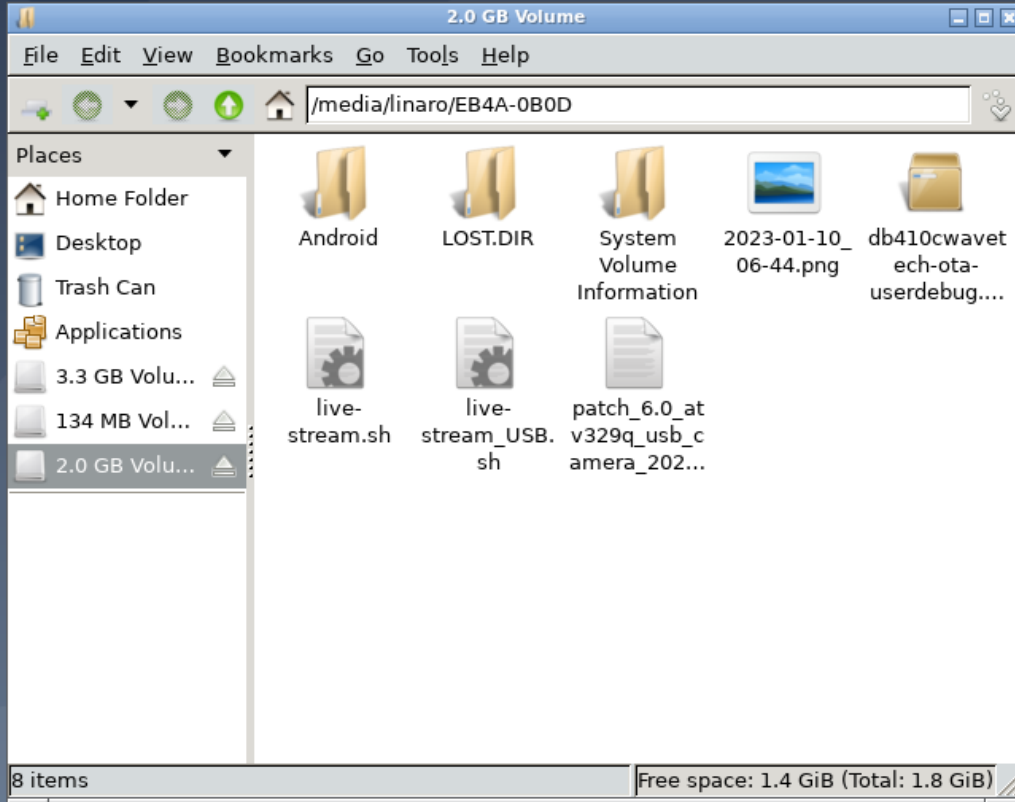 2.0 GB Volume
File Edit View Bookmarks Go Tools Help
/media/linaro/EB4A-0B0D
Places
Home Folder
Desktop
Trash Can
Applications
3.3 GB Volu...
134 MB Vol...
2.0 GB Volu...
Android
LOST.DIR
System
Volume
Information
2023-01-10_
06-44.png
db410cwavet
ech-ota-
userdebug....
live-
stream.sh
live-
stream_USB.
sh
patch_6.0_at
v329q_usb_c
amera_202...
8 items
Free space: 1.4 GiB (Total: 1.8 GiB)